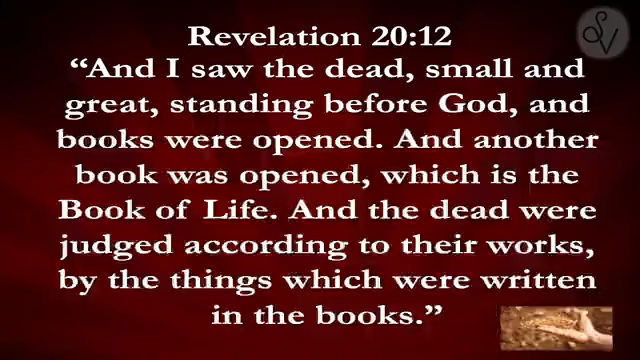 Revelation 20:12
“And I saw the dead, small and
great, standing before God, and
books were opened. And another
book was opened, which is the
Book of Life. And the dead were
judged according to their works,
by the things which were written
in the books.”
SV